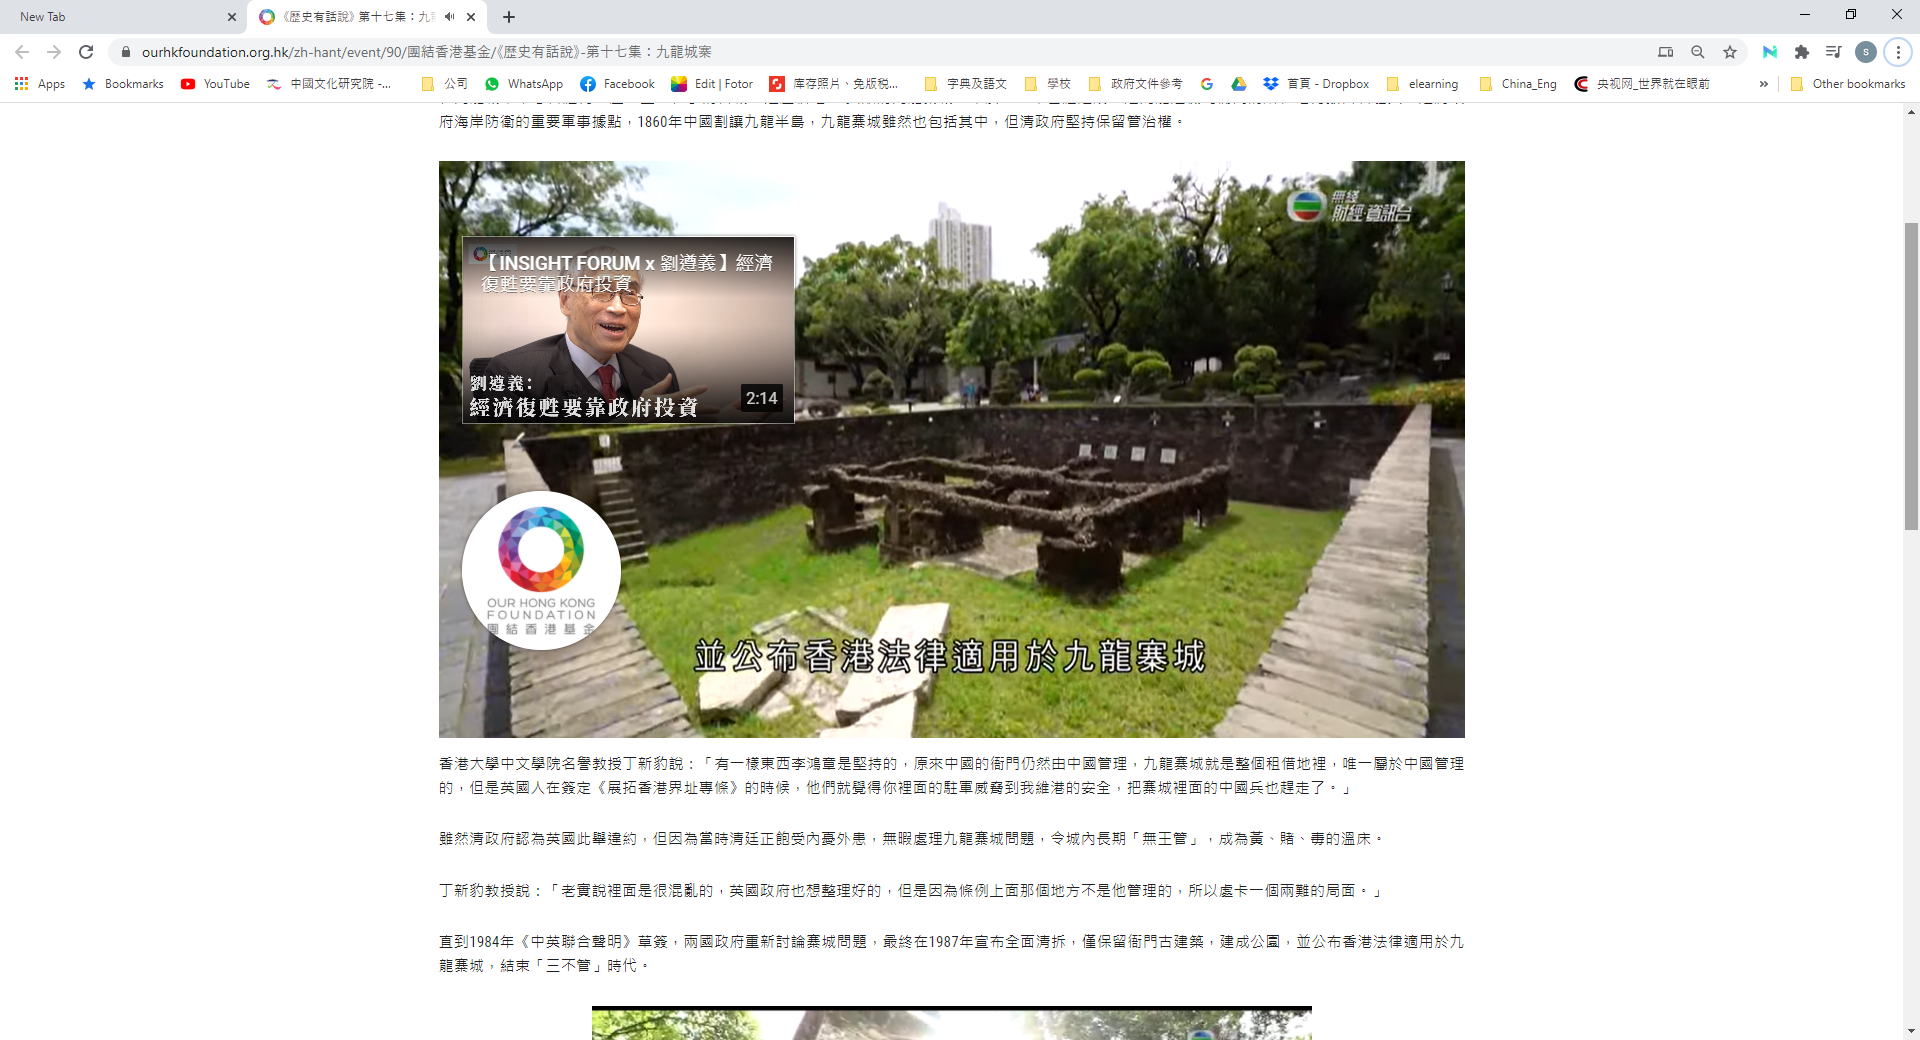 New Tab
《歷史有話說》第十七集：九
ourhkfoundation.org.hk/zh-hant/event/90/團結香港基金/《歷史有話說》-第十七集：九龍城寨
S
Apps
Bookmarks
YouTube
中國文化研究院 -...
公司
WhatsApp
Facebook
Edit | Fotor
库存照片、免版税...
字典及語文
學校
政府文件參考
首頁 - Dropbox
elearning
China_Eng
央视网_世界就在眼前
»
Other bookmarks
府海岸防衛的重要軍事據點，1860年中國割讓九龍半島，九龍寨城雖然也包括其中，但清政府堅持保留管治權。
無綫
財經·資訊台
【INSIGHT FORUM x 劉遵義】經濟
復甦要靠政府投資
劉遵義：
經濟復甦要靠政府投資
2:14
OUR HONG KONG
FOUNDATION
團結香港基金
並公布香港法律適用於九龍寨城
香港大學中文學院名譽教授丁新豹說：「有一樣東西李鴻章是堅持的，原來中國的衙門仍然由中國管理，九龍寨城就是整個租借地裡，唯一屬於中國管理
的，但是英國人在簽定《展拓香港界址專條》的時候，他們就覺得你裡面的駐軍威脅到我維港的安全，把寨城裡面的中國兵也趕走了。」
雖然清政府認為英國此舉違約，但因為當時清廷正飽受內憂外患，無暇處理九龍寨城問題，令城內長期「無王管」，成為黃、賭、毒的溫床。
丁新豹教授說：「老實說裡面是很混亂的，英國政府也想整理好的，但是因為條例上面那個地方不是他管理的，所以處卡一個兩難的局面。」
直到1984年《中英聯合聲明》草簽，兩國政府重新討論寨城問題，最終在1987年宣布全面清拆，僅保留衙門古建築，建成公園，並公布香港法律適用於九
龍寨城，結束「三不管」時代。